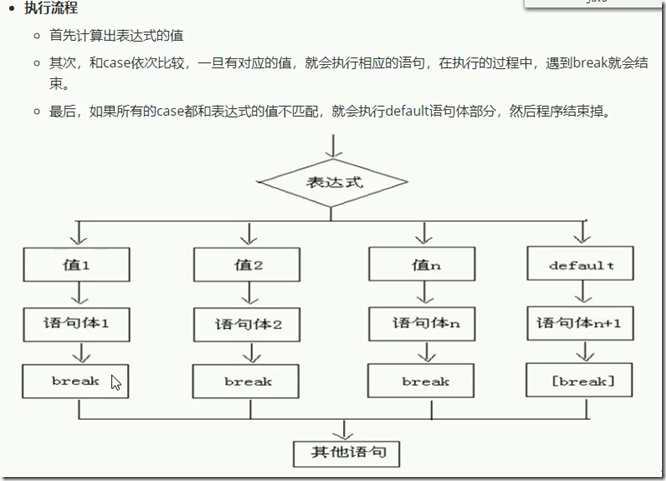 执行流程
首先计算出表达式的值
其次，和case依次比较，一旦有对应的值，就会执行相应的语句，在执行的过程中，遇到break就会结
束。
最后，如果所有的case都和表达式的值不匹配，就会执行default语句体部分，然后程序结束掉。
表达式
值1
值2
值n
default
语句体1
语句体2
语句体n
语句体n+1
break
break
break
[break]
其他语句